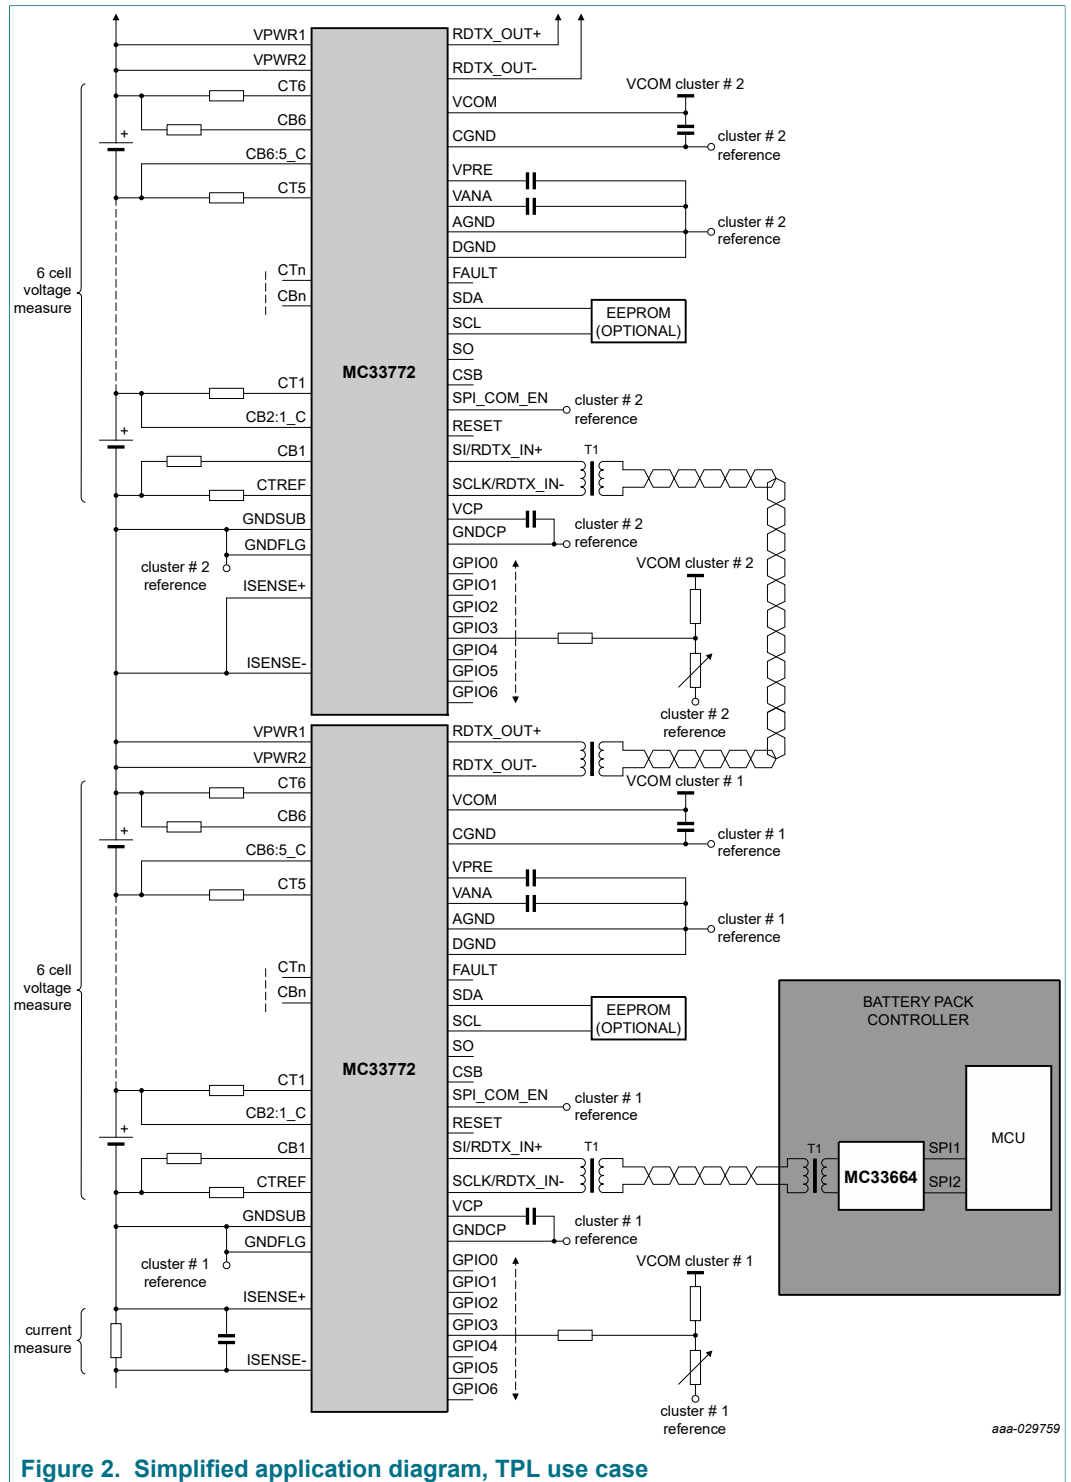 VPWR1
VPWR2
CT6
CB6
CB6:5_C
CT5
CTn
CBn
CT1
CB2:1_C
CB1
CTREF
GNDSUB
GNDFLG
ISENSE+
ISENSE-
6 cell
voltage
measure
cluster # 2
reference
MC33772
RDTX_OUT+
RDTX_OUT-
VCOM
CGND
VPRE
VANA
AGND
DGND
FAULT
SDA
SCL
SO
CSB
SPI_COM_EN
RESET
SI/RDTX_IN+
SCLK/RDTX_IN-
VCP
GNDCP
GPIO0
GPIO1
GPIO2
GPIO3
GPIO4
GPIO5
GPIO6
VCOM cluster # 2
cluster # 2
reference
cluster # 2
reference
EEPROM
(OPTIONAL)
cluster # 2
reference
T1
cluster # 2
reference
VCOM cluster # 2
cluster # 2
reference
VPWR1
VPWR2
CT6
CB6
CB6:5_C
CT5
CTn
CBn
CT1
CB2:1_C
CB1
CTREF
GNDSUB
GNDFLG
ISENSE+
ISENSE-
6 cell
voltage
measure
cluster # 1
reference
current
measure
MC33772
RDTX_OUT+
RDTX_OUT-
VCOM
CGND
VPRE
VANA
AGND
DGND
FAULT
SDA
SCL
SO
CSB
SPI_COM_EN
RESET
SI/RDTX_IN+
SCLK/RDTX_IN-
VCP
GNDCP
GPIO0
GPIO1
GPIO2
GPIO3
GPIO4
GPIO5
GPIO6
VCOM cluster # 1
cluster # 1
reference
cluster # 1
reference
EEPROM
(OPTIONAL)
cluster # 1
reference
T1
cluster # 1
reference
VCOM cluster # 1
cluster # 1
reference
BATTERY PACK
CONTROLLER
T1
MC33664
SPI1
SPI2
MCU
aaa-029759
Figure 2. Simplified application diagram, TPL use case